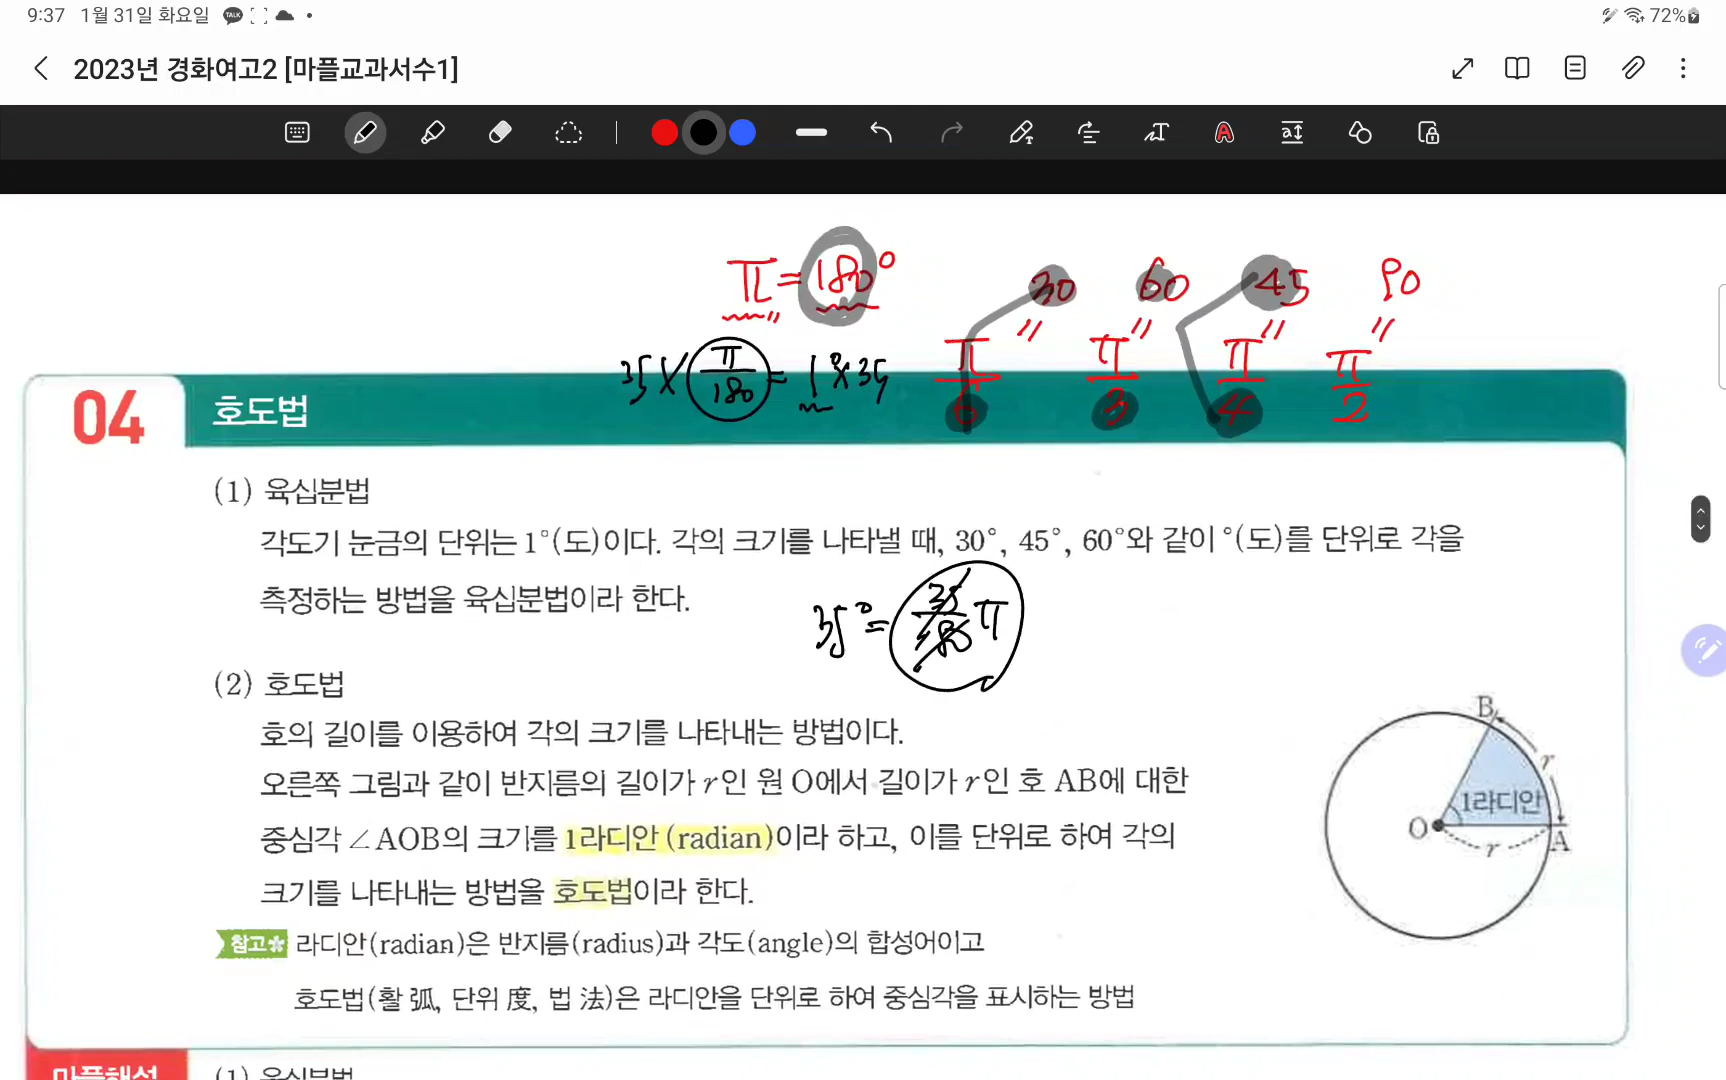 9:37 1월 31일 화요일 TALK 72%
2023년 경화여고2 [마플교과서수1]
π = 180° 30 60 45 90
35 × π/180 = 1° × 35 π/6 π/3 π/4 π/2
04 호도법
(1) 육십분법
각도기 눈금의 단위는 1°(도)이다. 각의 크기를 나타낼 때, 30°, 45°, 60°와 같이 °(도)를 단위로 각을
측정하는 방법을 육십분법이라 한다.
35° = 35/180 π
(2) 호도법
호의 길이를 이용하여 각의 크기를 나타내는 방법이다.
오른쪽 그림과 같이 반지름의 길이가 r인 원 O에서 길이가 r인 호 AB에 대한
중심각 ∠AOB의 크기를 1라디안(radian)이라 하고, 이를 단위로 하여 각의
크기를 나타내는 방법을 호도법이라 한다.
B
r
1라디안
O
r
A
참고* 라디안(radian)은 반지름(radius)과 각도(angle)의 합성어이고
호도법(활 弧, 단위 度, 법 法)은 라디안을 단위로 하여 중심각을 표시하는 방법
마플해설 (1) 육십분법